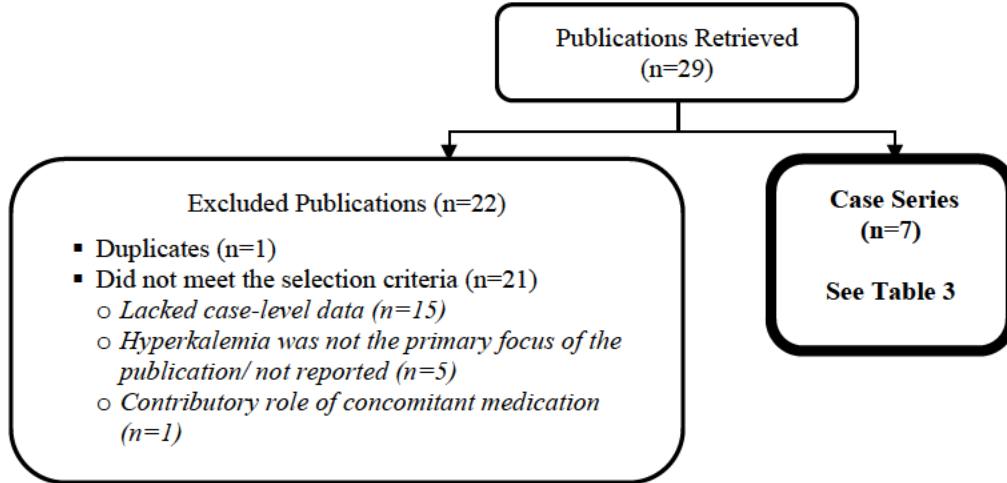 Publications Retrieved
(n=29)
Excluded Publications (n=22)
▪ Duplicates (n=1)
▪ Did not meet the selection criteria (n=21)
o Lacked case-level data (n=15)
o Hyperkalemia was not the primary focus of the
publication/ not reported (n=5)
o Contributory role of concomitant medication
(n=1)
Case Series
(n=7)
See Table 3